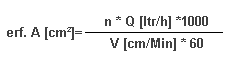 n * Q [ltr/h] *1000
erf. A [cm²]=
V [cm/Min] * 60